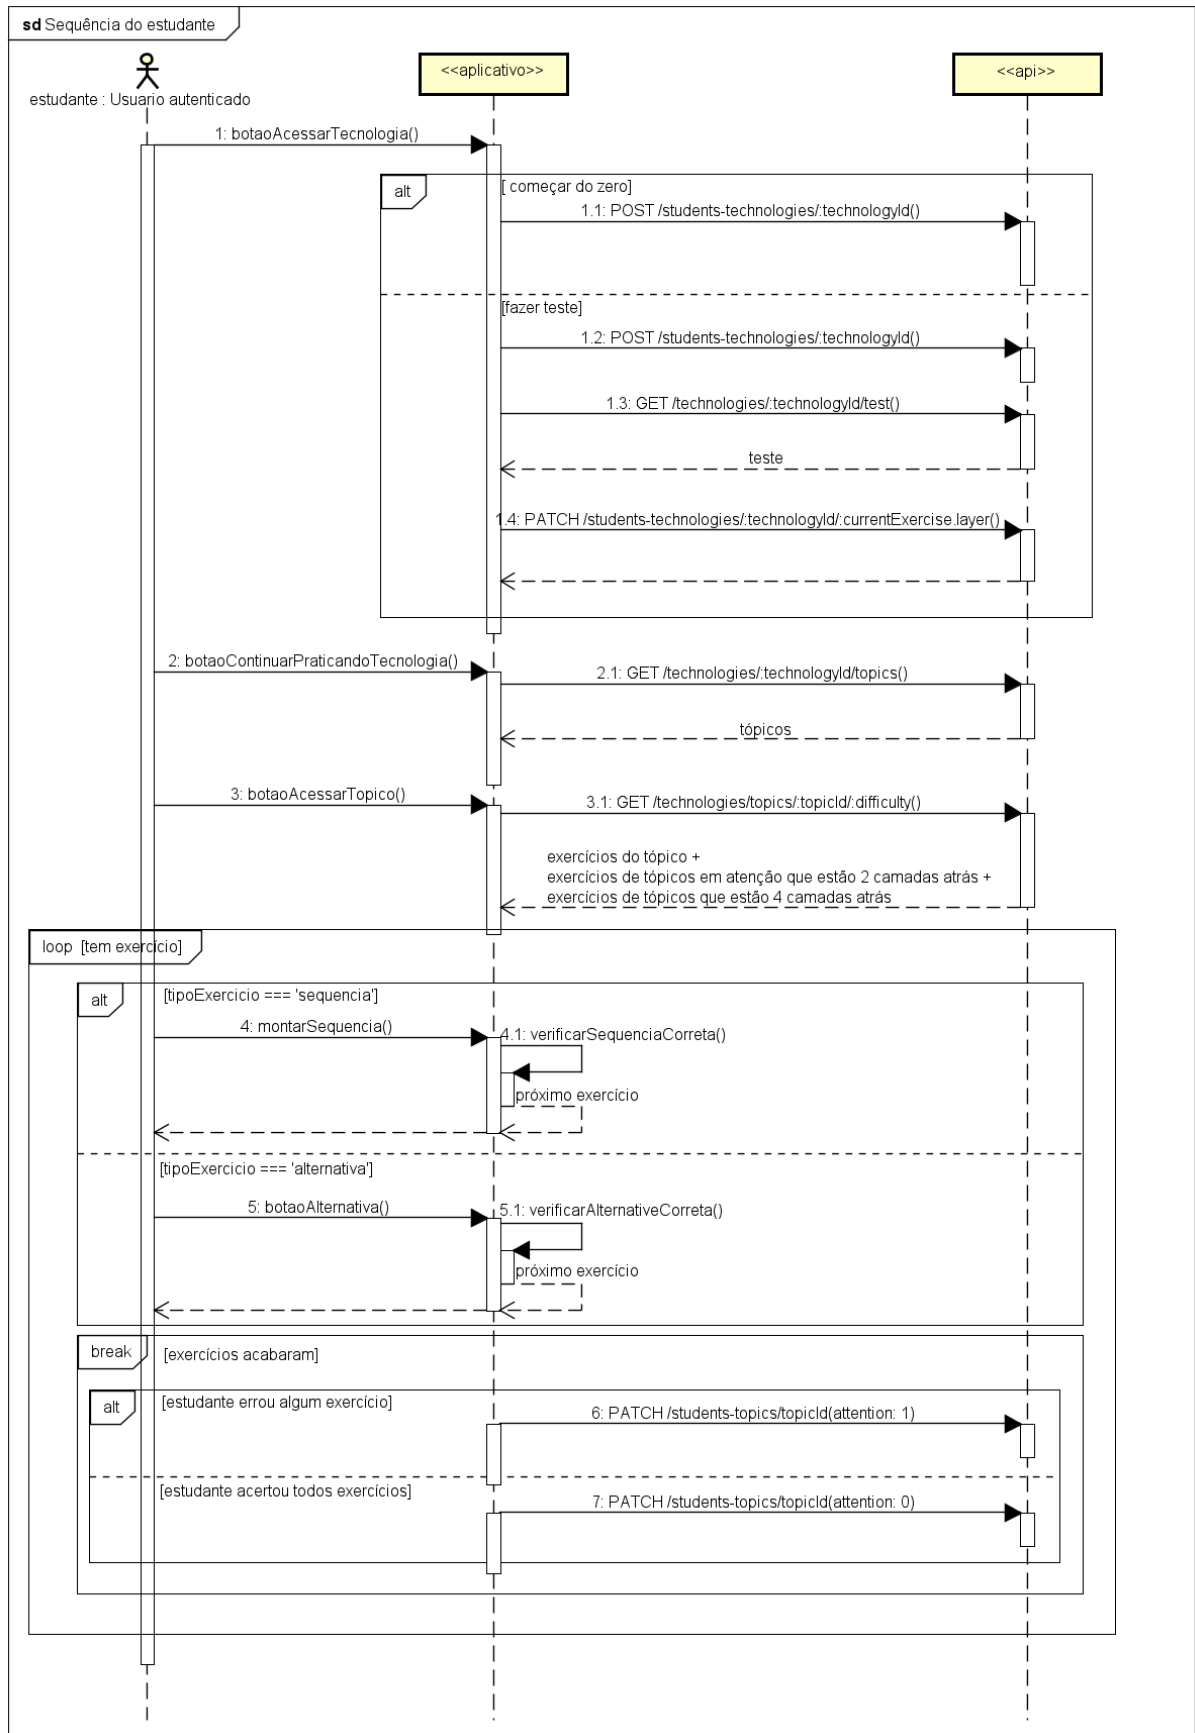 sd Sequência do estudante
<<aplicativo>>
<<api>>
estudante : Usuario autenticado
1: botaoAcessarTecnologia()
alt
[ começar do zero]
1.1: POST /students-technologies/:technologyId()
[fazer teste]
1.2: POST /students-technologies/:technologyId()
1.3: GET /technologies/:technologyId/test()
teste
1.4: PATCH /students-technologies/:technologyId/:currentExercise.layer()
2: botaoContinuarPraticandoTecnologia()
2.1: GET /technologies/:technologyId/topics()
tópicos
3: botaoAcessarTopico()
3.1: GET /technologies/topics/:topicId/:difficulty()
exercícios do tópico +
exercícios de tópicos em atenção que estão 2 camadas atrás +
exercícios de tópicos que estão 4 camadas atrás
loop [tem exercício]
alt
[tipoExercicio === 'sequencia']
4: montarSequencia()
4.1: verificarSequenciaCorreta()
próximo exercício
[tipoExercicio === 'alternativa']
5: botaoAlternativa()
5.1: verificarAlternativeCorreta()
próximo exercício
break
[exercícios acabaram]
alt
[estudante errou algum exercício]
6: PATCH /students-topics/topicId(attention: 1)
[estudante acertou todos exercícios]
7: PATCH /students-topics/topicId(attention: 0)